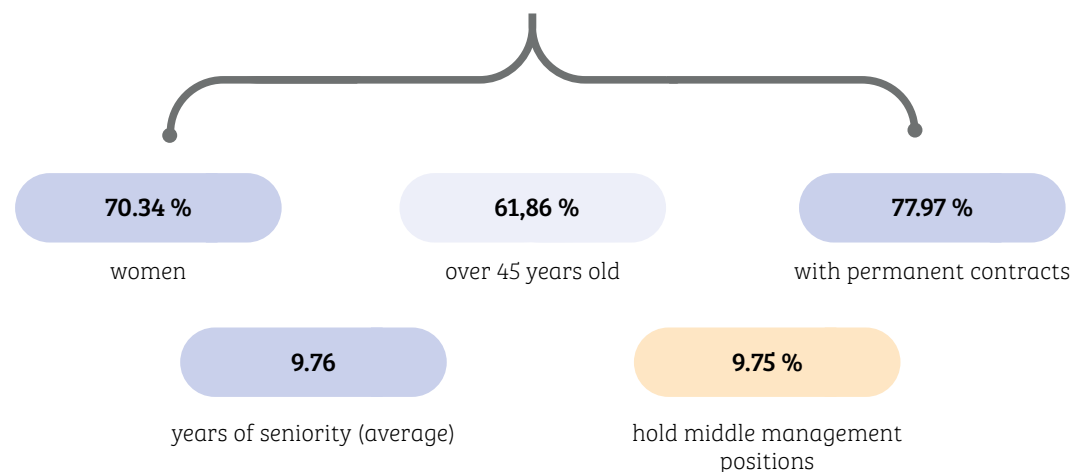 70.34 %
61,86 %
77.97 %
women
over 45 years old
with permanent contracts
9.76
9.75 %
years of seniority (average)
hold middle management
positions